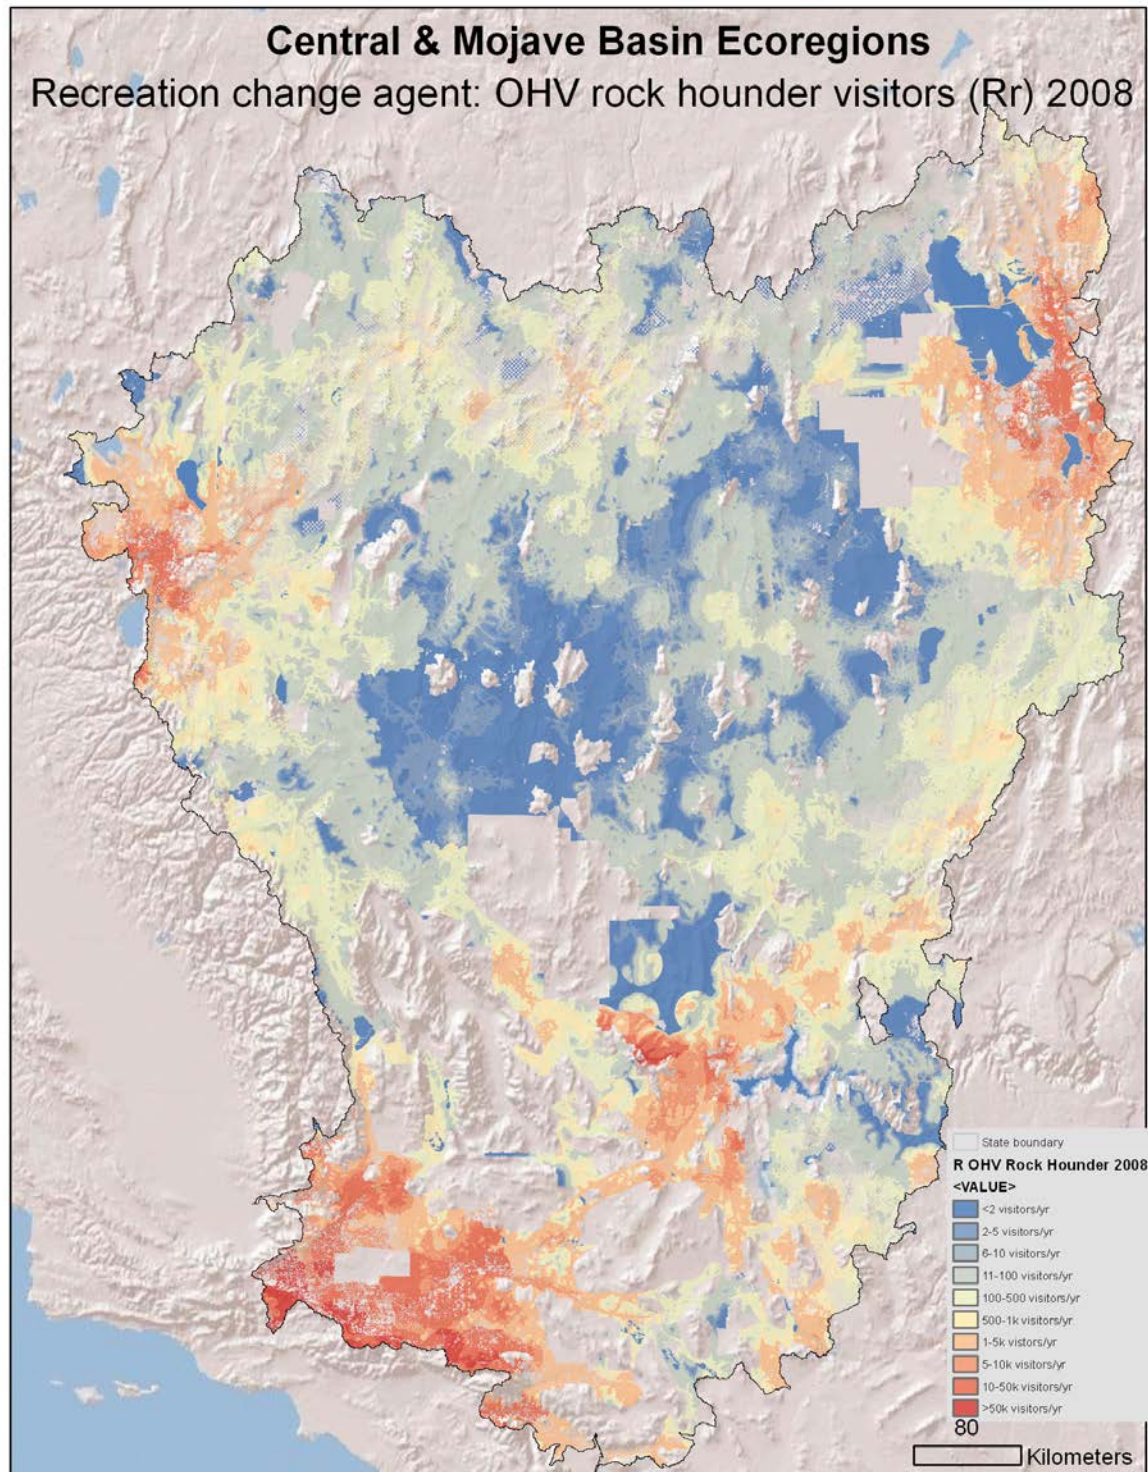 Central & Mojave Basin Ecoregions
Recreation change agent: OHV rock hounder visitors (Rr) 2008
State boundary
R OHV Rock Hounder 2008
<VALUE>
<2 visitors/yr
2-5 visitors/yr
6-10 visitors/yr
11-100 visitors/yr
100-500 visitors/yr
500-1k visitors/yr
1-5k vistors/yr
5-10k visitors/yr
10-50k visitors/yr
>50k visitors/yr
80
Kilometers